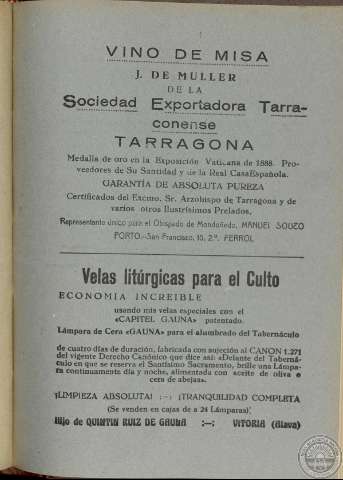 VINO DE MISA
J. DE MULLER
DE LA
Sociedad Exportadora Tarra-
conense
TARRAGONA
Medalla de oro en la Exposición Vaticana de 1888. Pro-
veedores de Su Santidad y de la Real CasaEspañola.
GARANTÍA DE ABSOLUTA PUREZA
Certificados del Excmo. Sr. Arzobispo de Tarragona y de
varios otros Ilustrísimos Prelados.
Representante único para el Obispado de Mondoñedo, MANUEL SOUZO
PORTO.-San Francisco, 10, 2.º. FERROL
Velas litúrgicas para el Culto
ECONOMIA INCREIBLE
usando mis velas especiales con el
«CAPITEL GAUNA» patentado.
Lámpara de Cera «GAUNA» para el alumbrado del Tabernáculo
de cuatro días de duración, fabricada con sujeción al CANON 1.271
del vigente Derecho Canónico que dice así: «Delante del Taberná-
culo en que se reserva el Santísimo Sacramento, brille una Lámpa-
ra continuamente día y noche, alimentada con aceite de oliva o
cera de abejas».
¡LIMPIEZA ABSOLUTA! :—: ¡TRANQUILIDAD COMPLETA
(Se venden en cajas de a 24 Lámparas).
Hijo de QUINTIN RUIZ DE GAUNA :—: VITORIA (Alava)